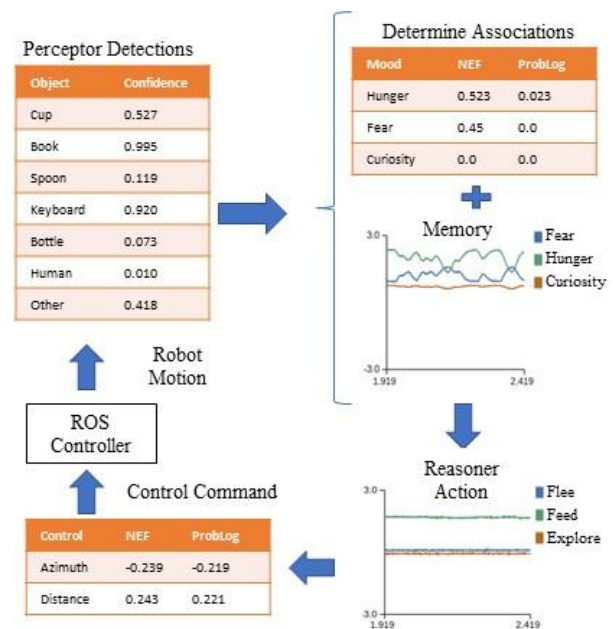 Perceptor Detections
Object Confidence
Cup 0.527
Book 0.995
Spoon 0.119
Keyboard 0.920
Bottle 0.073
Human 0.010
Other 0.418
Determine Associations
Mood NEF ProbLog
Hunger 0.523 0.023
Fear 0.45 0.0
Curiosity 0.0 0.0
Memory
3.0
Fear
Hunger
Curiosity
-3.0
1.919 2.419
Reasoner
Action
3.0
Flee
Feed
Explore
-3.0
1.919 2.419
Control Command
Control NEF ProbLog
Azimuth -0.239 -0.219
Distance 0.243 0.221
ROS
Controller
Robot
Motion